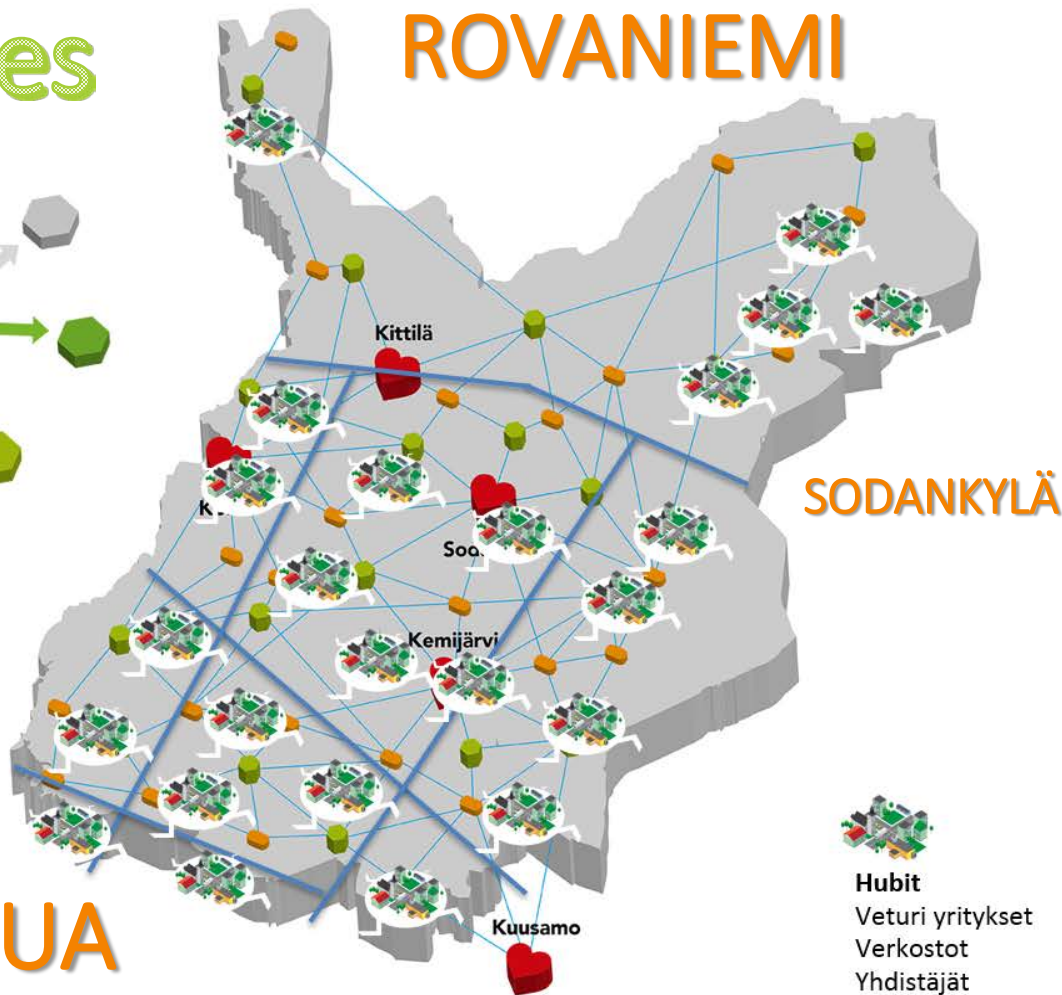 es
ROVANIEMI
Kittilä
SODANKYLÄ
Kemijärvi
Kuusamo
UA
Hubit
Veturi yritykset
Verkostot
Yhdistäjät